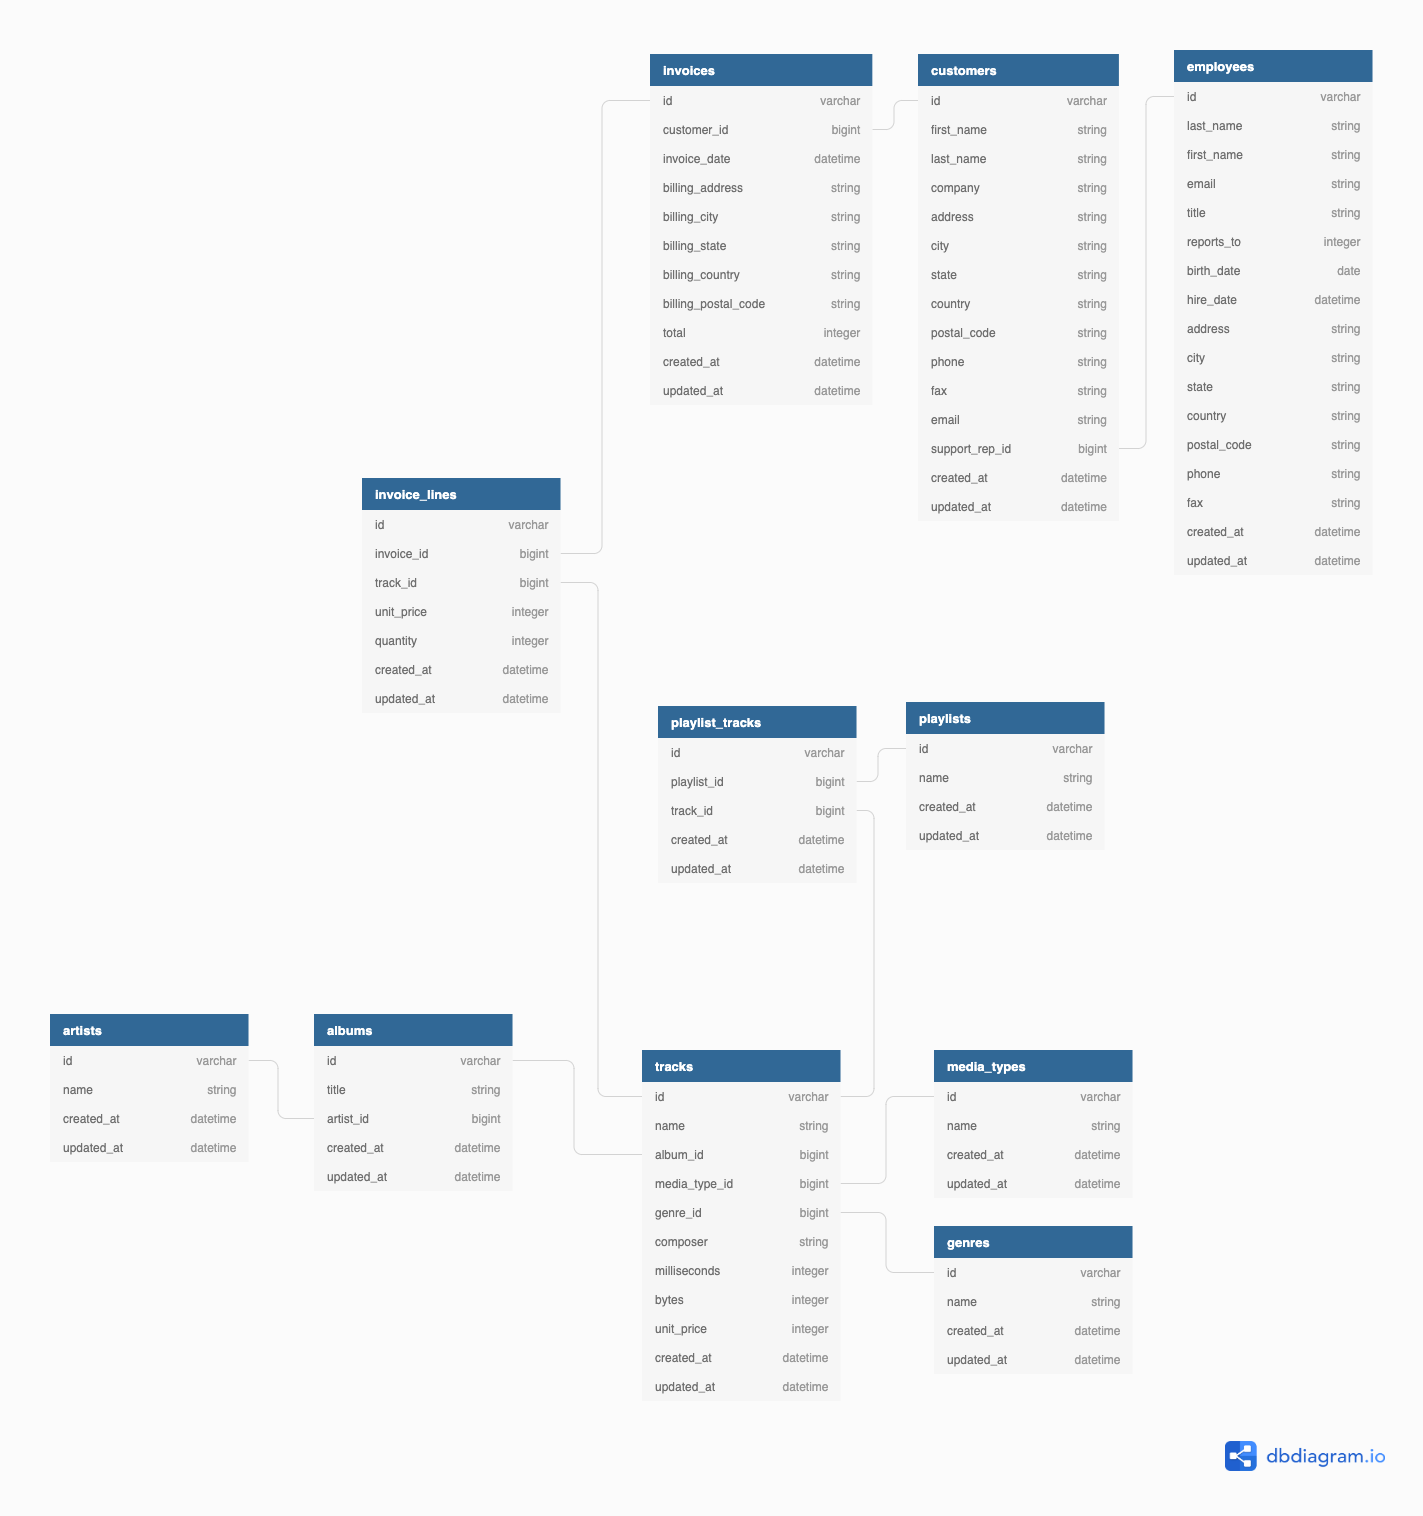 invoices
id varchar
customer_id bigint
invoice_date datetime
billing_address string
billing_city string
billing_state string
billing_country string
billing_postal_code string
total integer
created_at datetime
updated_at datetime
customers
id varchar
first_name string
last_name string
company string
address string
city string
state string
country string
postal_code string
phone string
fax string
email string
support_rep_id bigint
created_at datetime
updated_at datetime
employees
id varchar
last_name string
first_name string
email string
title string
reports_to integer
birth_date date
hire_date datetime
address string
city string
state string
country string
postal_code string
phone string
fax string
created_at datetime
updated_at datetime
invoice_lines
id varchar
invoice_id bigint
track_id bigint
unit_price integer
quantity integer
created_at datetime
updated_at datetime
playlist_tracks
id varchar
playlist_id bigint
track_id bigint
created_at datetime
updated_at datetime
playlists
id varchar
name string
created_at datetime
updated_at datetime
artists
id varchar
name string
created_at datetime
updated_at datetime
albums
id varchar
title string
artist_id bigint
created_at datetime
updated_at datetime
tracks
id varchar
name string
album_id bigint
media_type_id bigint
genre_id bigint
composer string
milliseconds integer
bytes integer
unit_price integer
created_at datetime
updated_at datetime
media_types
id varchar
name string
created_at datetime
updated_at datetime
genres
id varchar
name string
created_at datetime
updated_at datetime
dbdiagram.io